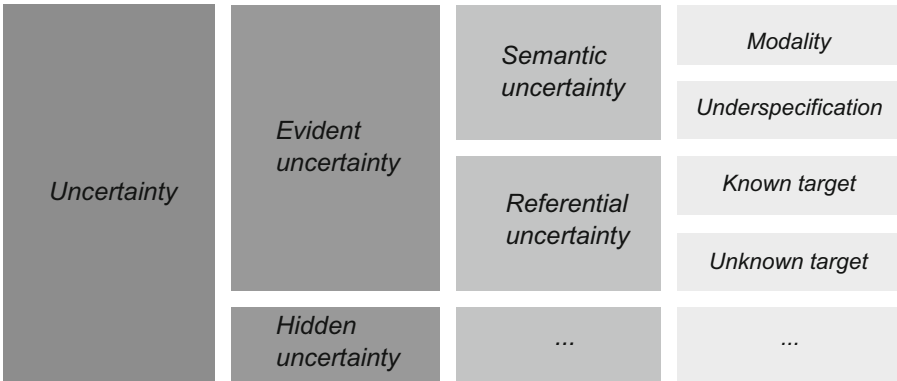 Uncertainty
Evident
uncertainty
Hidden
uncertainty
Semantic
uncertainty
Referential
uncertainty
...
Modality
Underspecification
Known target
Unknown target
...